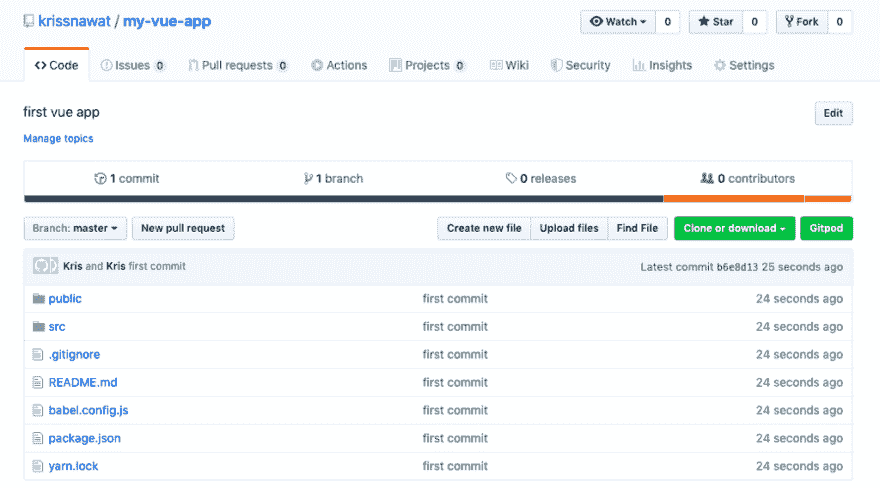 krissnawat / my-vue-app Watch 0 Star 0 Fork 0
Code Issues 0 Pull requests 0 Actions Projects 0 Wiki Security Insights Settings
first vue app Edit
Manage topics
1 commit 1 branch 0 releases 0 contributors
Branch: master New pull request Create new file Upload files Find File Clone or download Gitpod
Kris and Kris first commit Latest commit b6e8d13 25 seconds ago
public first commit 24 seconds ago
src first commit 24 seconds ago
.gitignore first commit 24 seconds ago
README.md first commit 24 seconds ago
babel.config.js first commit 24 seconds ago
package.json first commit 24 seconds ago
yarn.lock first commit 24 seconds ago